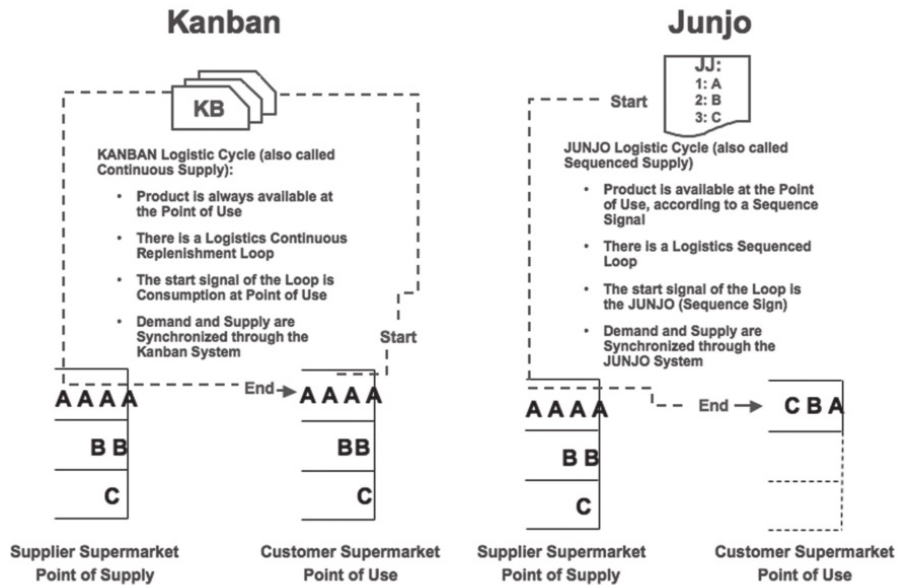 Kanban
KB
KANBAN Logistic Cycle (also called
Continuous Supply):
• Product is always available at
the Point of Use
• There is a Logistics Continuous
Replenishment Loop
• The start signal of the Loop is
Consumption at Point of Use
• Demand and Supply are
Synchronized through the
Kanban System
Start
End
A A A A
B B
C
A A A A
BB
C
Supplier Supermarket
Point of Supply
Customer Supermarket
Point of Use
Junjo
JJ:
1: A
2: B
3: C
Start
JUNJO Logistic Cycle (also called
Sequenced Supply)
• Product is available at the Point
of Use, according to a Sequence
Signal
• There is a Logistics Sequenced
Loop
• The start signal of the Loop is
the JUNJO (Sequence Sign)
• Demand and Supply are
Synchronized through the
JUNJO System
End
A A A A
B B
C
C B A
Supplier Supermarket
Point of Supply
Customer Supermarket
Point of Use